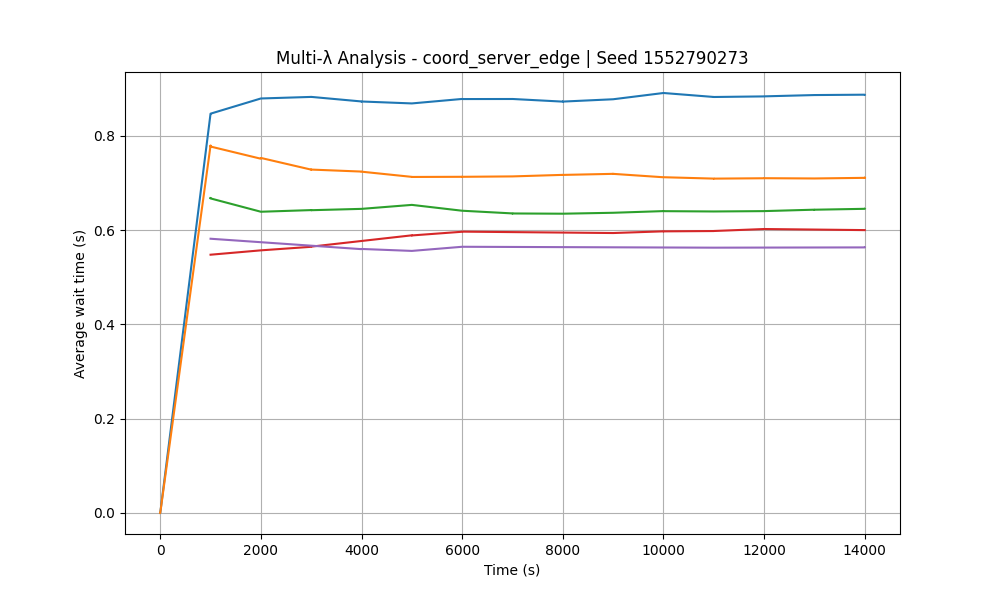 Multi-λ Analysis - coord_server_edge | Seed 1552790273
Average wait time (s)
0.8
0.6
0.4
0.2
0.0
0 2000 4000 6000 8000 10000 12000 14000
Time (s)